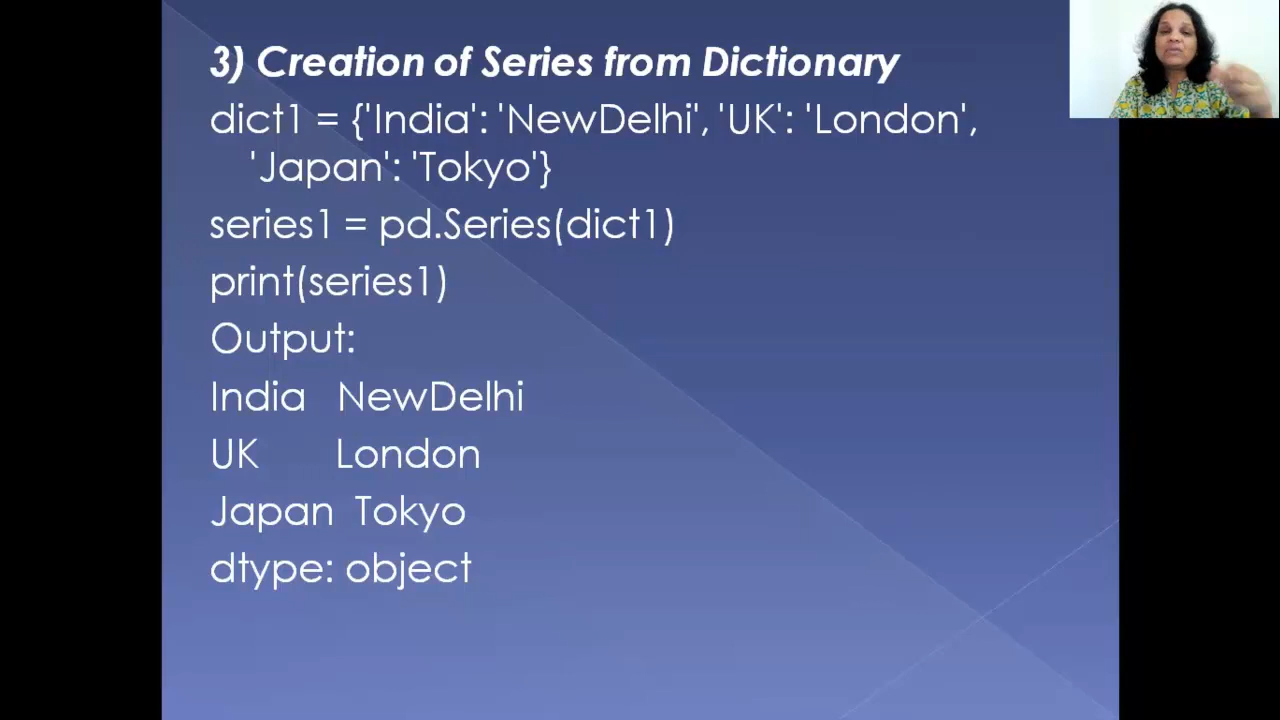 3) Creation of Series from Dictionary
dict1 = {'India': 'NewDelhi', 'UK': 'London',
'Japan': 'Tokyo'}
series1 = pd.Series(dict1)
print(series1)
Output:
India NewDelhi
UK London
Japan Tokyo
dtype: object